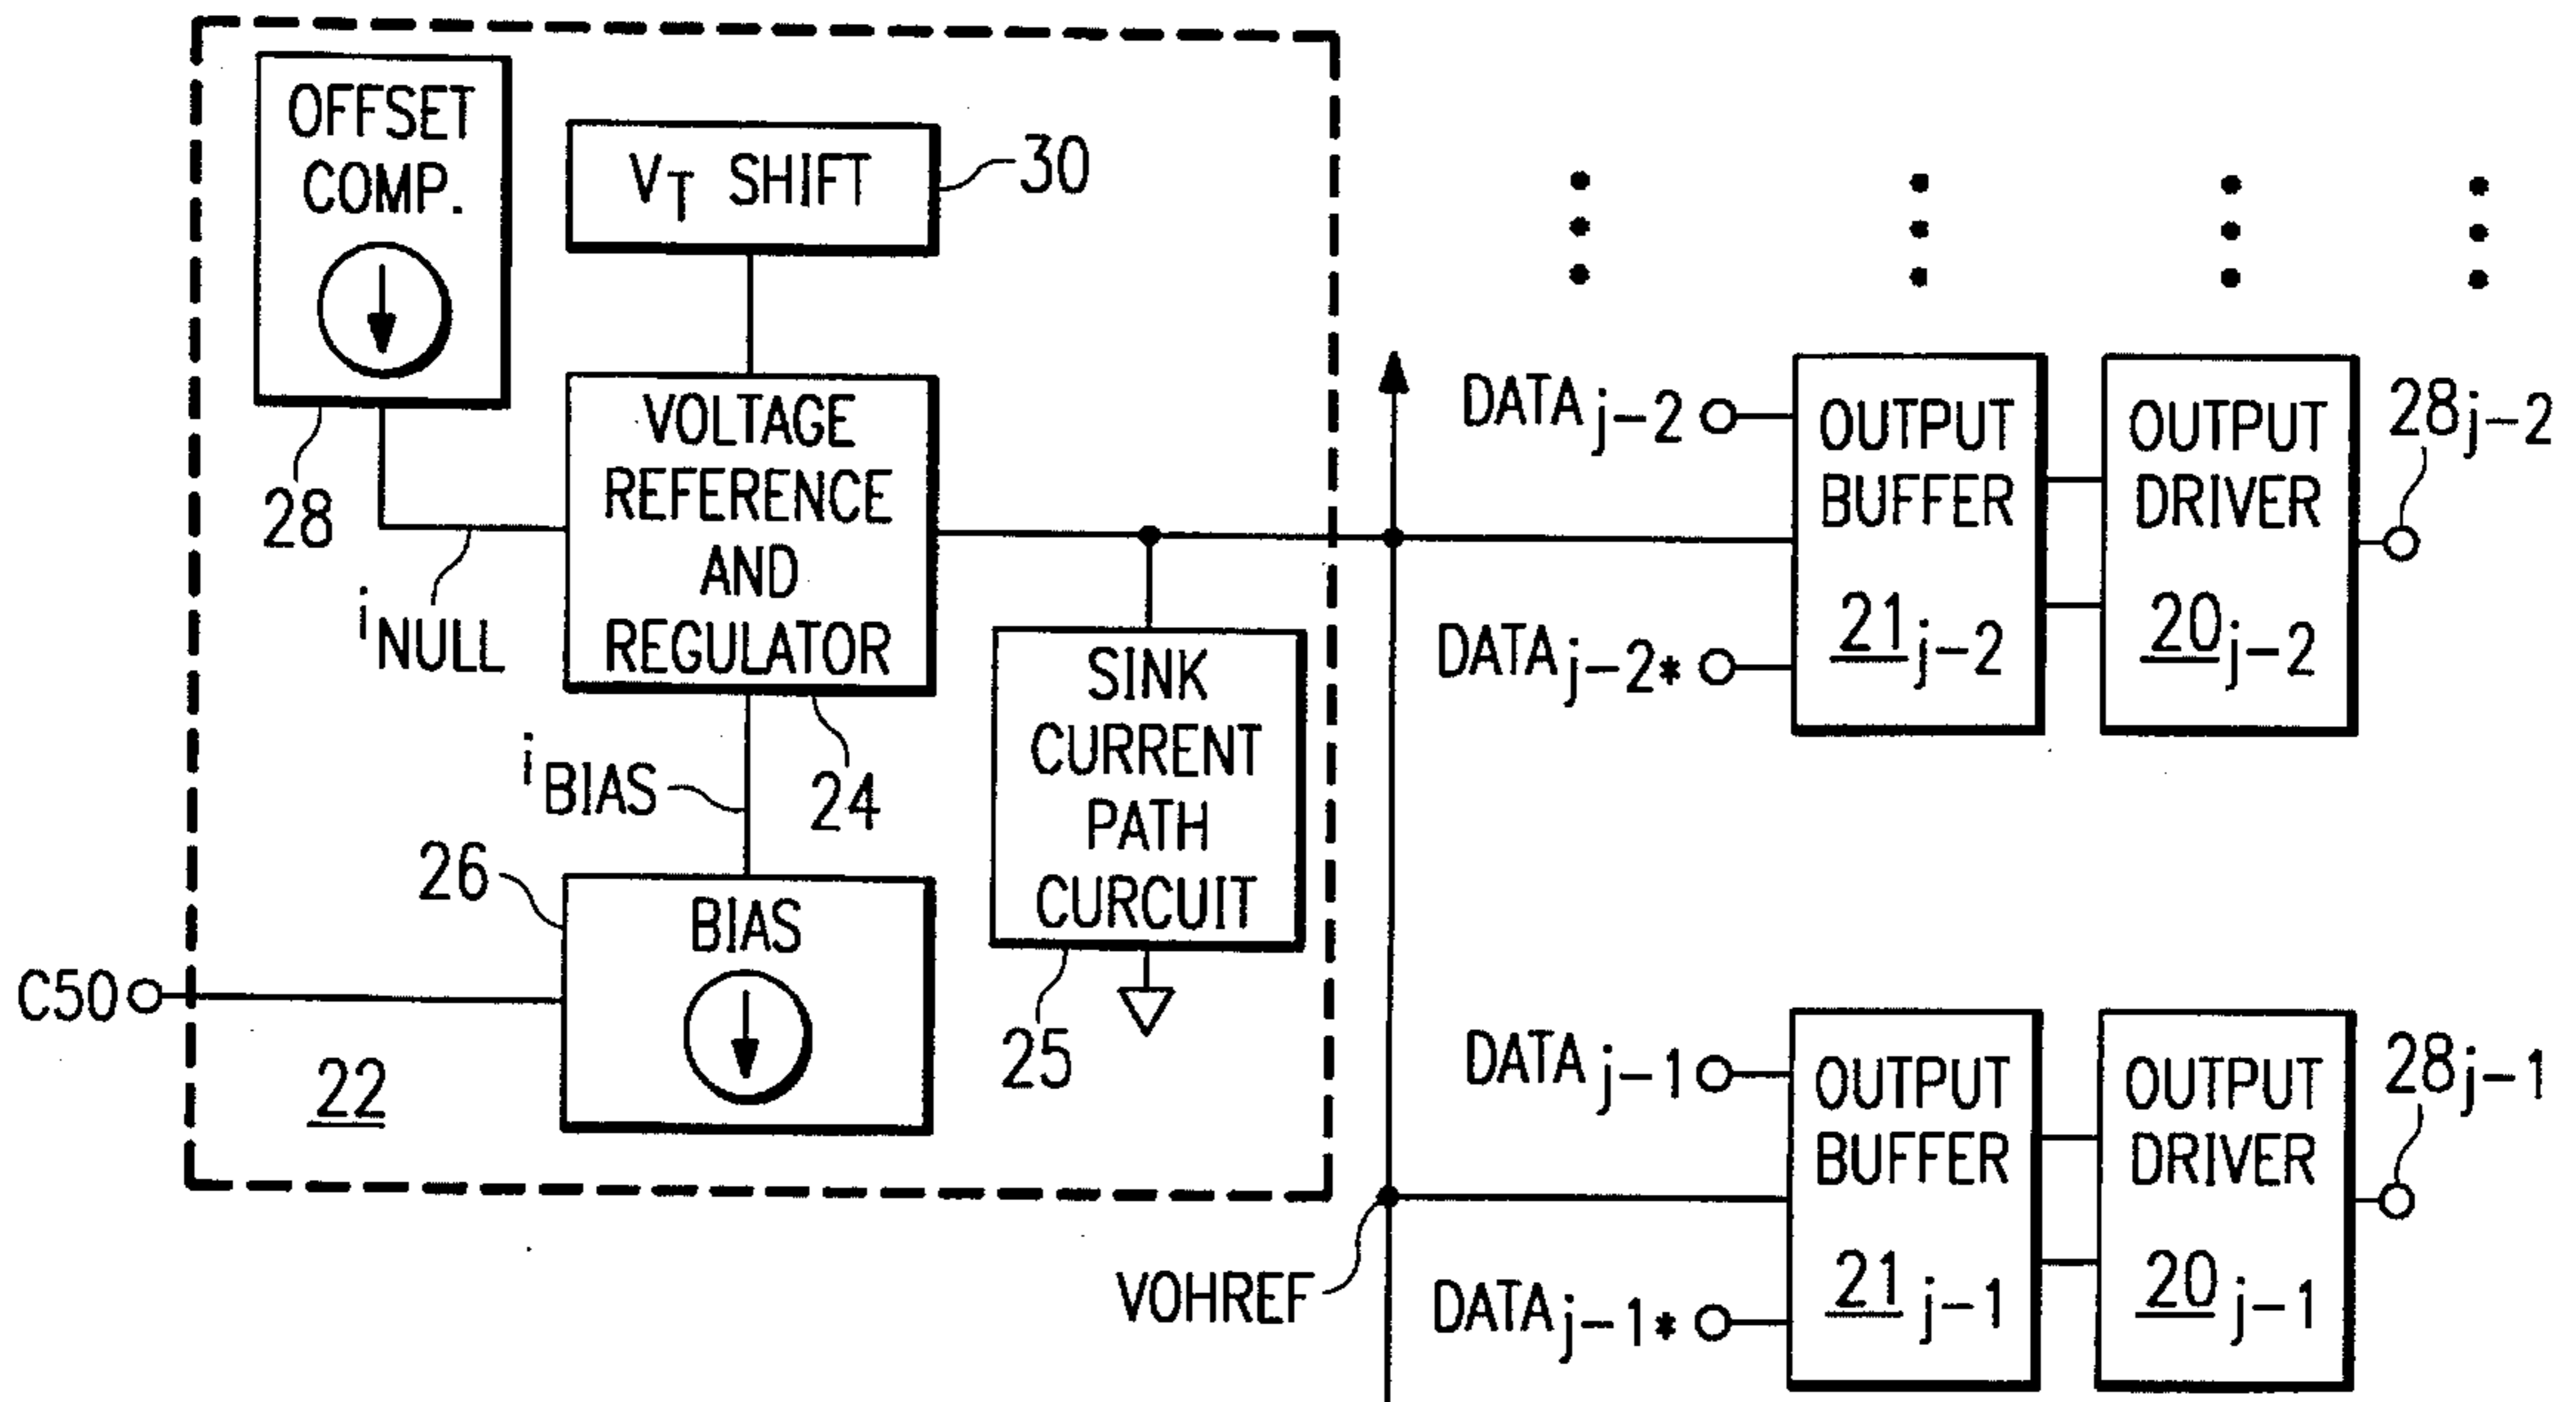 OFFSET
COMP.
28
VT SHIFT
30
VOLTAGE
REFERENCE
AND
REGULATOR
24
iNULL
iBIAS
26
BIAS
C50
22
SINK
CURRENT
PATH
CURCUIT
25
VOHREF
DATAj-2
DATAj-2*
OUTPUT
BUFFER
21j-2
OUTPUT
DRIVER
20j-2
28j-2
DATAj-1
DATAj-1*
OUTPUT
BUFFER
21j-1
OUTPUT
DRIVER
20j-1
28j-1